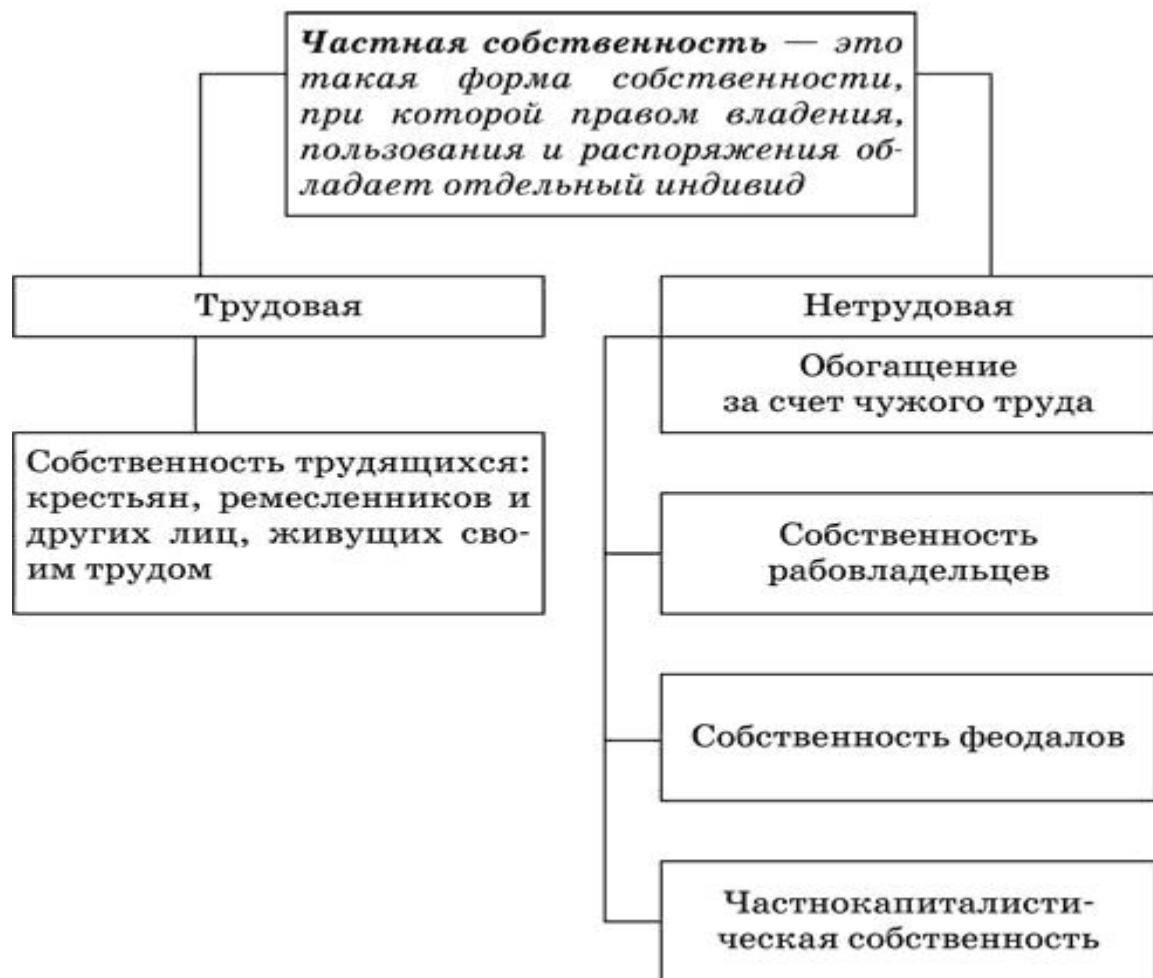 Частная собственность — это
такая форма собственности,
при которой правом владения,
пользования и распоряжения об-
ладает отдельный индивид
Трудовая
Собственность трудящихся:
крестьян, ремесленников и
других лиц, живущих сво-
им трудом
Нетрудовая
Обогащение
за счет чужого труда
Собственность
рабовладельцев
Собственность феодалов
Частнокапиталисти-
ческая собственность